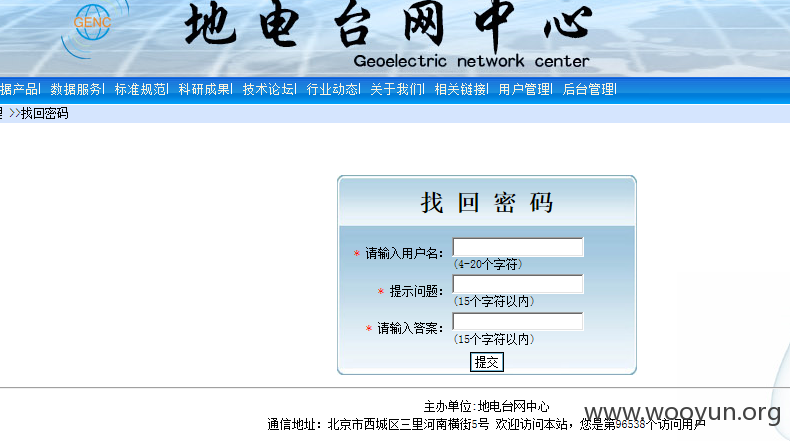 GENC
地电台网中心
Geoelectric network center
据产品| 数据服务| 标准规范| 科研成果| 技术论坛| 行业动态| 关于我们| 相关链接| 用户管理| 后台管理|
>>找回密码
找回密码
* 请输入用户名:
(4-20个字符)
* 提示问题:
(15个字符以内)
* 请输入答案:
(15个字符以内)
提交
主办单位:地电台网中心
通信地址: 北京市西城区三里河南横街5号 欢迎访问本站，您是第96538个访问用户
www.wooyun.org